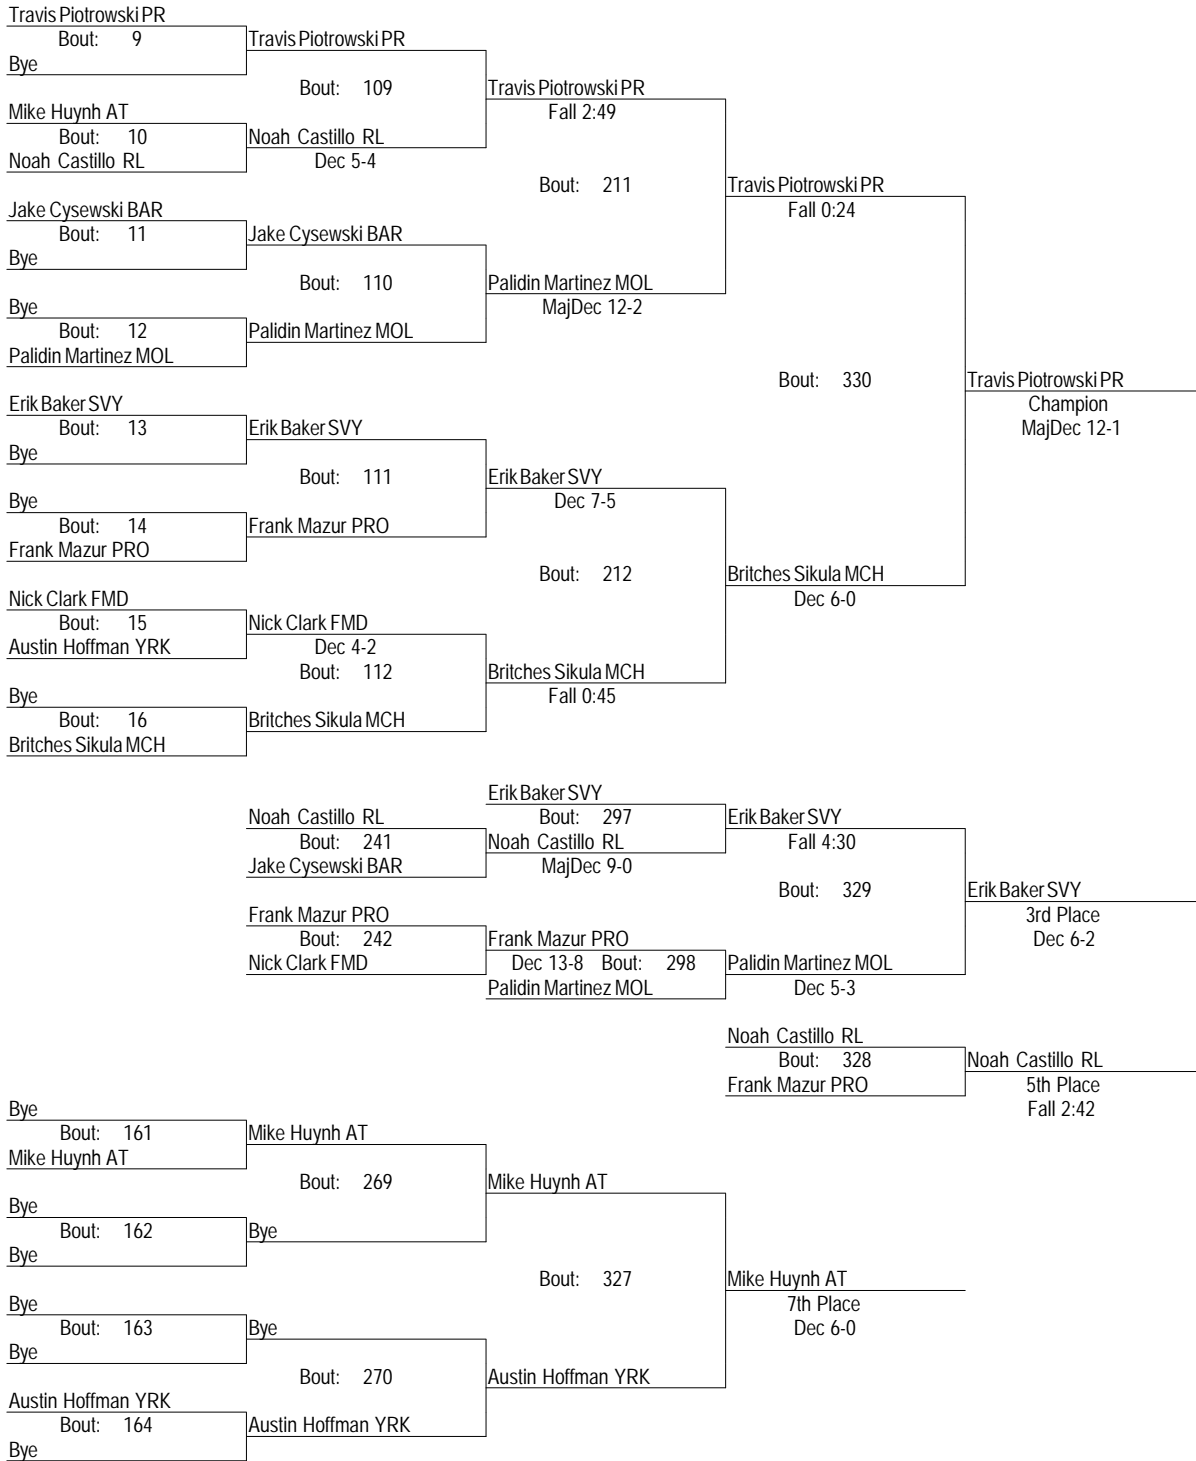 Travis Piotrowski PR
Bout: 9
Travis Piotrowski PR
Bye
Bout: 109
Travis Piotrowski PR
Mike Huynh AT
Fall 2:49
Bout: 10
Noah Castillo RL
Noah Castillo RL
Dec 5-4
Bout: 211
Travis Piotrowski PR
Jake Cysewski BAR
Fall 0:24
Bout: 11
Jake Cysewski BAR
Bye
Bout: 110
Palidin Martinez MOL
Bye
MajDec 12-2
Bout: 12
Palidin Martinez MOL
Palidin Martinez MOL
Bout: 330
Travis Piotrowski PR
Erik Baker SVY
Champion
Bout: 13
Erik Baker SVY
MajDec 12-1
Bye
Bout: 111
Erik Baker SVY
Bye
Dec 7-5
Bout: 14
Frank Mazur PRO
Frank Mazur PRO
Bout: 212
Britches Sikula MCH
Nick Clark FMD
Dec 6-0
Bout: 15
Nick Clark FMD
Austin Hoffman YRK
Dec 4-2
Bout: 112
Britches Sikula MCH
Bye
Fall 0:45
Bout: 16
Britches Sikula MCH
Britches Sikula MCH
Erik Baker SVY
Noah Castillo RL
Bout: 297
Erik Baker SVY
Bout: 241
Noah Castillo RL
Fall 4:30
Jake Cysewski BAR
MajDec 9-0
Bout: 329
Erik Baker SVY
Frank Mazur PRO
3rd Place
Bout: 242
Frank Mazur PRO
Dec 6-2
Nick Clark FMD
Dec 13-8 Bout: 298
Palidin Martinez MOL
Palidin Martinez MOL
Dec 5-3
Noah Castillo RL
Bout: 328
Noah Castillo RL
Frank Mazur PRO
5th Place
Fall 2:42
Bye
Bout: 161
Mike Huynh AT
Mike Huynh AT
Bout: 269
Mike Huynh AT
Bye
Bout: 162
Bye
Bye
Bout: 327
Mike Huynh AT
Bye
7th Place
Bout: 163
Bye
Dec 6-0
Bye
Bout: 270
Austin Hoffman YRK
Austin Hoffman YRK
Bout: 164
Austin Hoffman YRK
Bye